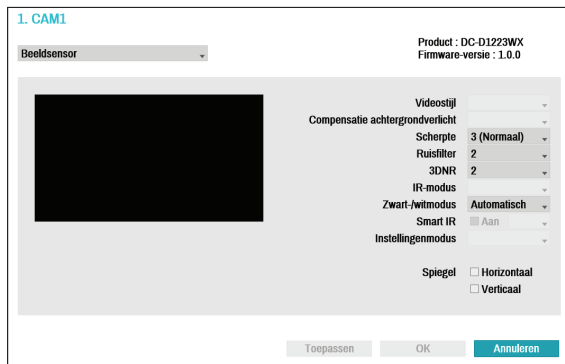 1. CAM1
Beeldsensor
Product : DC-D1223WX
Firmware-versie : 1.0.0
Videostijl
Compensatie achtergrondverlicht
Scherpte 3 (Normaal)
Ruisfilter 2
3DNR 2
IR-modus
Zwart-/witmodus Automatisch
Smart IR Aan
Instellingenmodus
Spiegel Horizontaal
Verticaal
Toepassen OK Annuleren